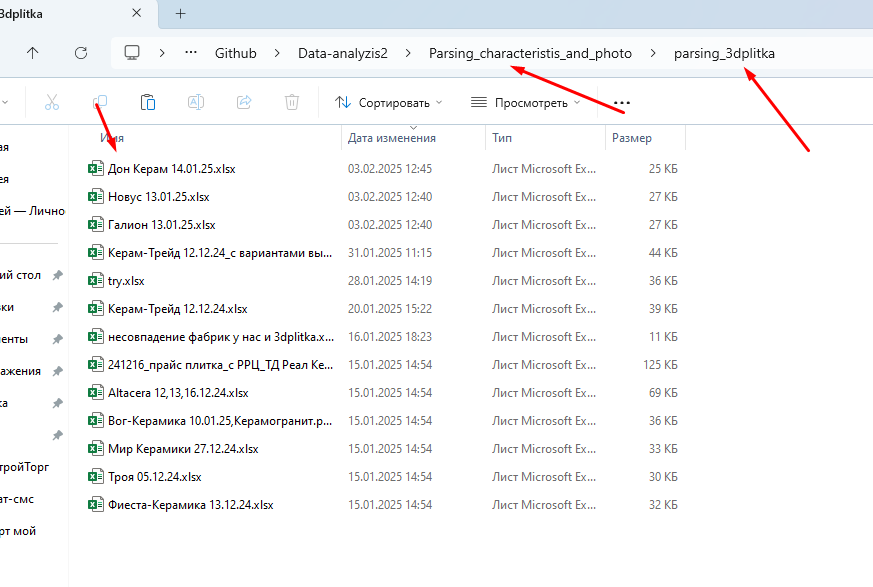 3dplitka
Github > Data-analyzis2 > Parsing_characteristis_and_photo > parsing_3dplitka
Сортировать Просмотреть
Имя Дата изменения Тип Размер
Дон Керам 14.01.25.xlsx 03.02.2025 12:45 Лист Microsoft Ex... 25 КБ
Новус 13.01.25.xlsx 03.02.2025 12:40 Лист Microsoft Ex... 27 КБ
Галион 13.01.25.xlsx 03.02.2025 12:40 Лист Microsoft Ex... 27 КБ
Керам-Трейд 12.12.24_с вариантами вы... 31.01.2025 11:15 Лист Microsoft Ex... 44 КБ
try.xlsx 28.01.2025 14:19 Лист Microsoft Ex... 36 КБ
Керам-Трейд 12.12.24.xlsx 20.01.2025 15:22 Лист Microsoft Ex... 39 КБ
несовпадение фабрик у нас и 3dplitka.x... 16.01.2025 18:23 Лист Microsoft Ex... 11 КБ
241216_прайс плитка_с РРЦ_ТД Реал Ке... 15.01.2025 14:54 Лист Microsoft Ex... 125 КБ
Altacera 12,13,16.12.24.xlsx 15.01.2025 14:54 Лист Microsoft Ex... 69 КБ
Вог-Керамика 10.01.25,Керамогранит.р... 15.01.2025 14:54 Лист Microsoft Ex... 36 КБ
Мир Керамики 27.12.24.xlsx 15.01.2025 14:54 Лист Microsoft Ex... 33 КБ
Троя 05.12.24.xlsx 15.01.2025 14:54 Лист Microsoft Ex... 30 КБ
Фиеста-Керамика 13.12.24.xlsx 15.01.2025 14:54 Лист Microsoft Ex... 32 КБ
ая
ея
ей — Лично
ий стол
ки
енты
ажения
ка
тройТорг
ат-смс
рт мой